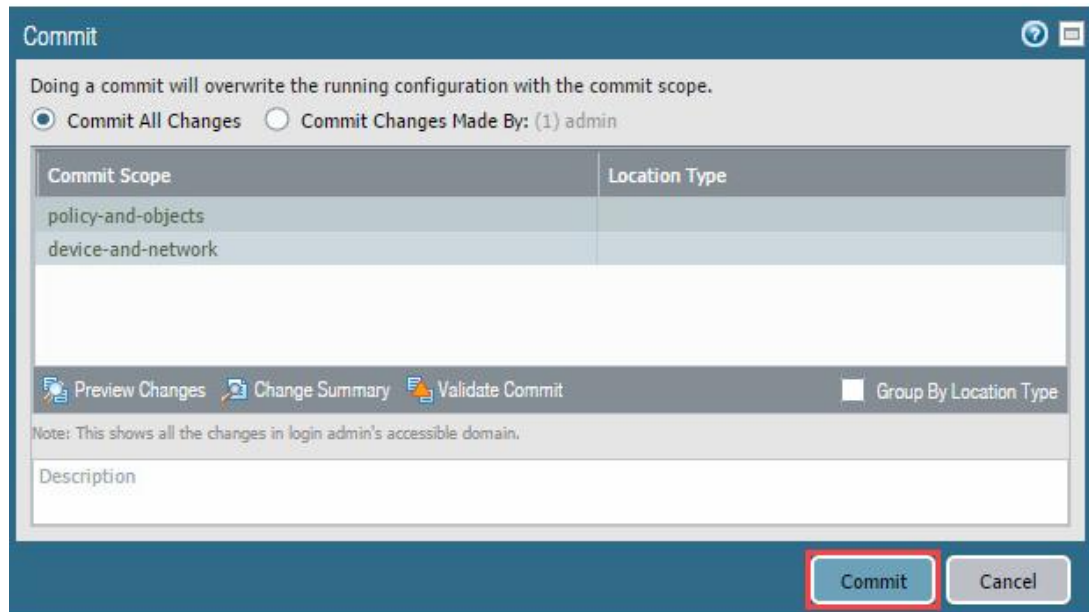 Commit
Doing a commit will overwrite the running configuration with the commit scope.
Commit All Changes Commit Changes Made By: (1) admin
Commit Scope Location Type
policy-and-objects
device-and-network
Preview Changes Change Summary Validate Commit Group By Location Type
Note: This shows all the changes in login admin's accessible domain.
Description
Commit Cancel